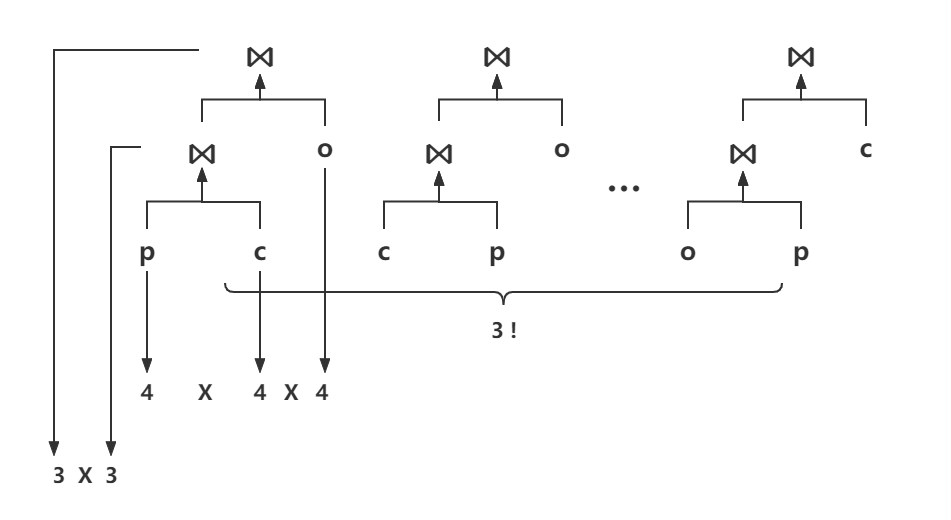 ⋈ ⋈ ⋈
⋈ o ⋈ o ⋈ c
...
p c c p o p
3 !
4 X 4 X 4
3 X 3